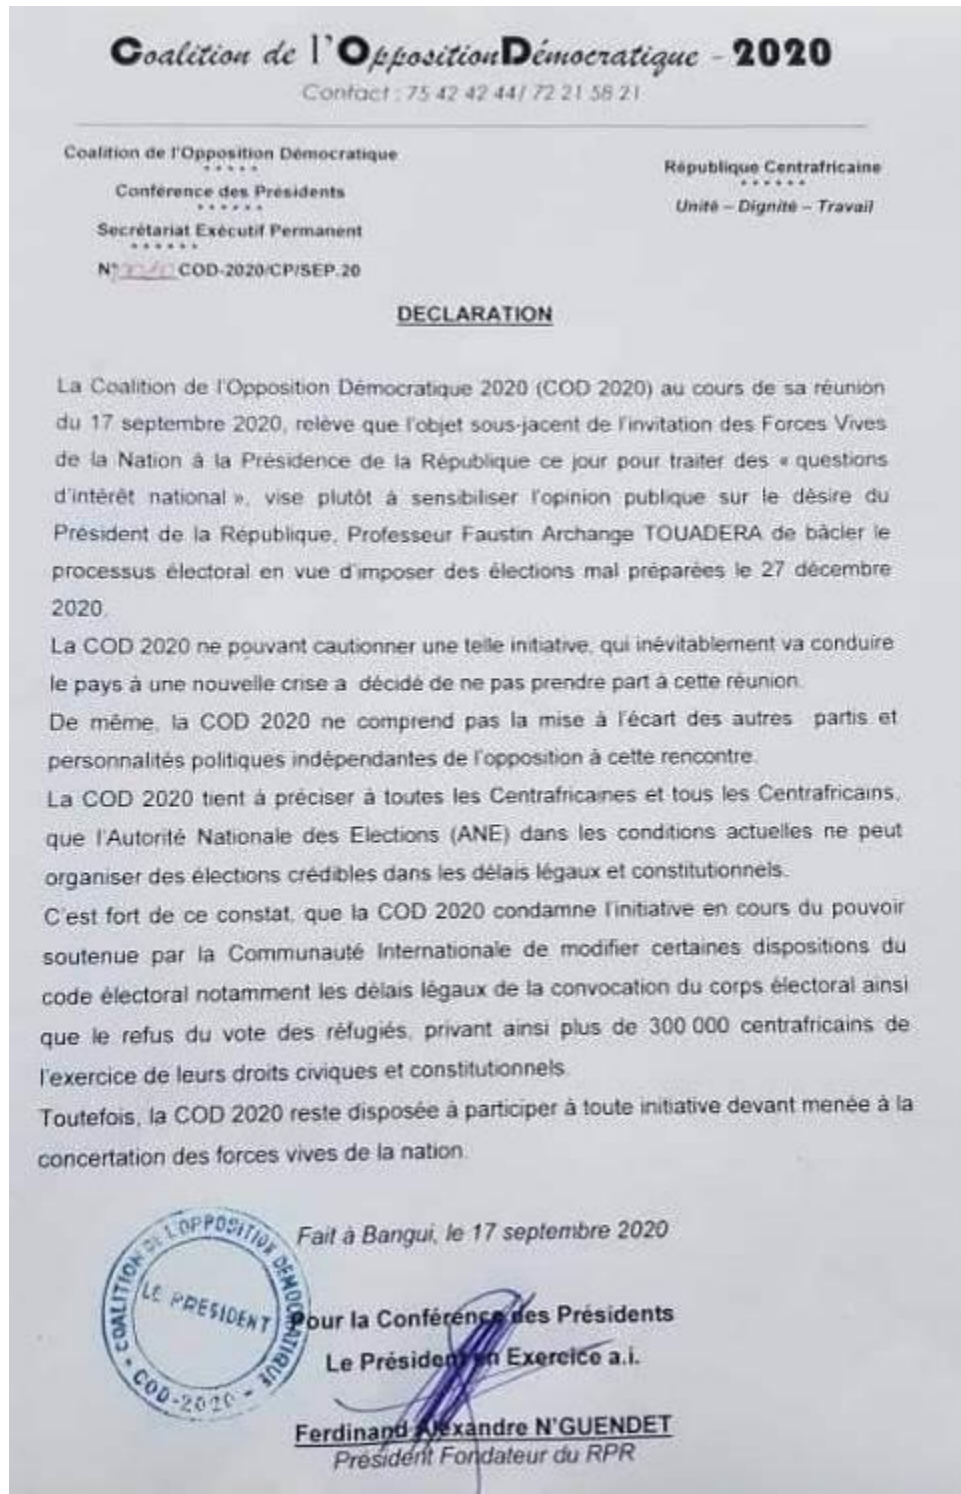 Coalition de l'Opposition Démocratique - 2020
Contact : 75 42 42 44/ 72 21 58 21
Coalition de l'Opposition Démocratique
*****
Conférence des Présidents
******
Secrétariat Exécutif Permanent
******
N° COD-2020/CP/SEP.20
République Centrafricaine
******
Unité – Dignité – Travail
DECLARATION
La Coalition de l'Opposition Démocratique 2020 (COD 2020) au cours de sa réunion
du 17 septembre 2020, relève que l'objet sous-jacent de l'invitation des Forces Vives
de la Nation à la Présidence de la République ce jour pour traiter des « questions
d'intérêt national », vise plutôt à sensibiliser l'opinion publique sur le désire du
Président de la République, Professeur Faustin Archange TOUADERA de bâcler le
processus électoral en vue d'imposer des élections mal préparées le 27 décembre
2020.
La COD 2020 ne pouvant cautionner une telle initiative, qui inévitablement va conduire
le pays à une nouvelle crise a décidé de ne pas prendre part à cette réunion.
De même, la COD 2020 ne comprend pas la mise à l'écart des autres partis et
personnalités politiques indépendantes de l'opposition à cette rencontre.
La COD 2020 tient à préciser à toutes les Centrafricaines et tous les Centrafricains,
que l'Autorité Nationale des Elections (ANE) dans les conditions actuelles ne peut
organiser des élections crédibles dans les délais légaux et constitutionnels.
C'est fort de ce constat, que la COD 2020 condamne l'initiative en cours du pouvoir
soutenue par la Communauté Internationale de modifier certaines dispositions du
code électoral notamment les délais légaux de la convocation du corps électoral ainsi
que le refus du vote des réfugiés, privant ainsi plus de 300 000 centrafricains de
l'exercice de leurs droits civiques et constitutionnels.
Toutefois, la COD 2020 reste disposée à participer à toute initiative devant menée à la
concertation des forces vives de la nation.
Fait à Bangui, le 17 septembre 2020
COALITION DE L'OPPOSITION DEMOCRATIQUE
LE PRESIDENT
COD-2020
Pour la Conférence des Présidents
Le Président en Exercice a.i.
Ferdinand Alexandre N'GUENDET
Président Fondateur du RPR